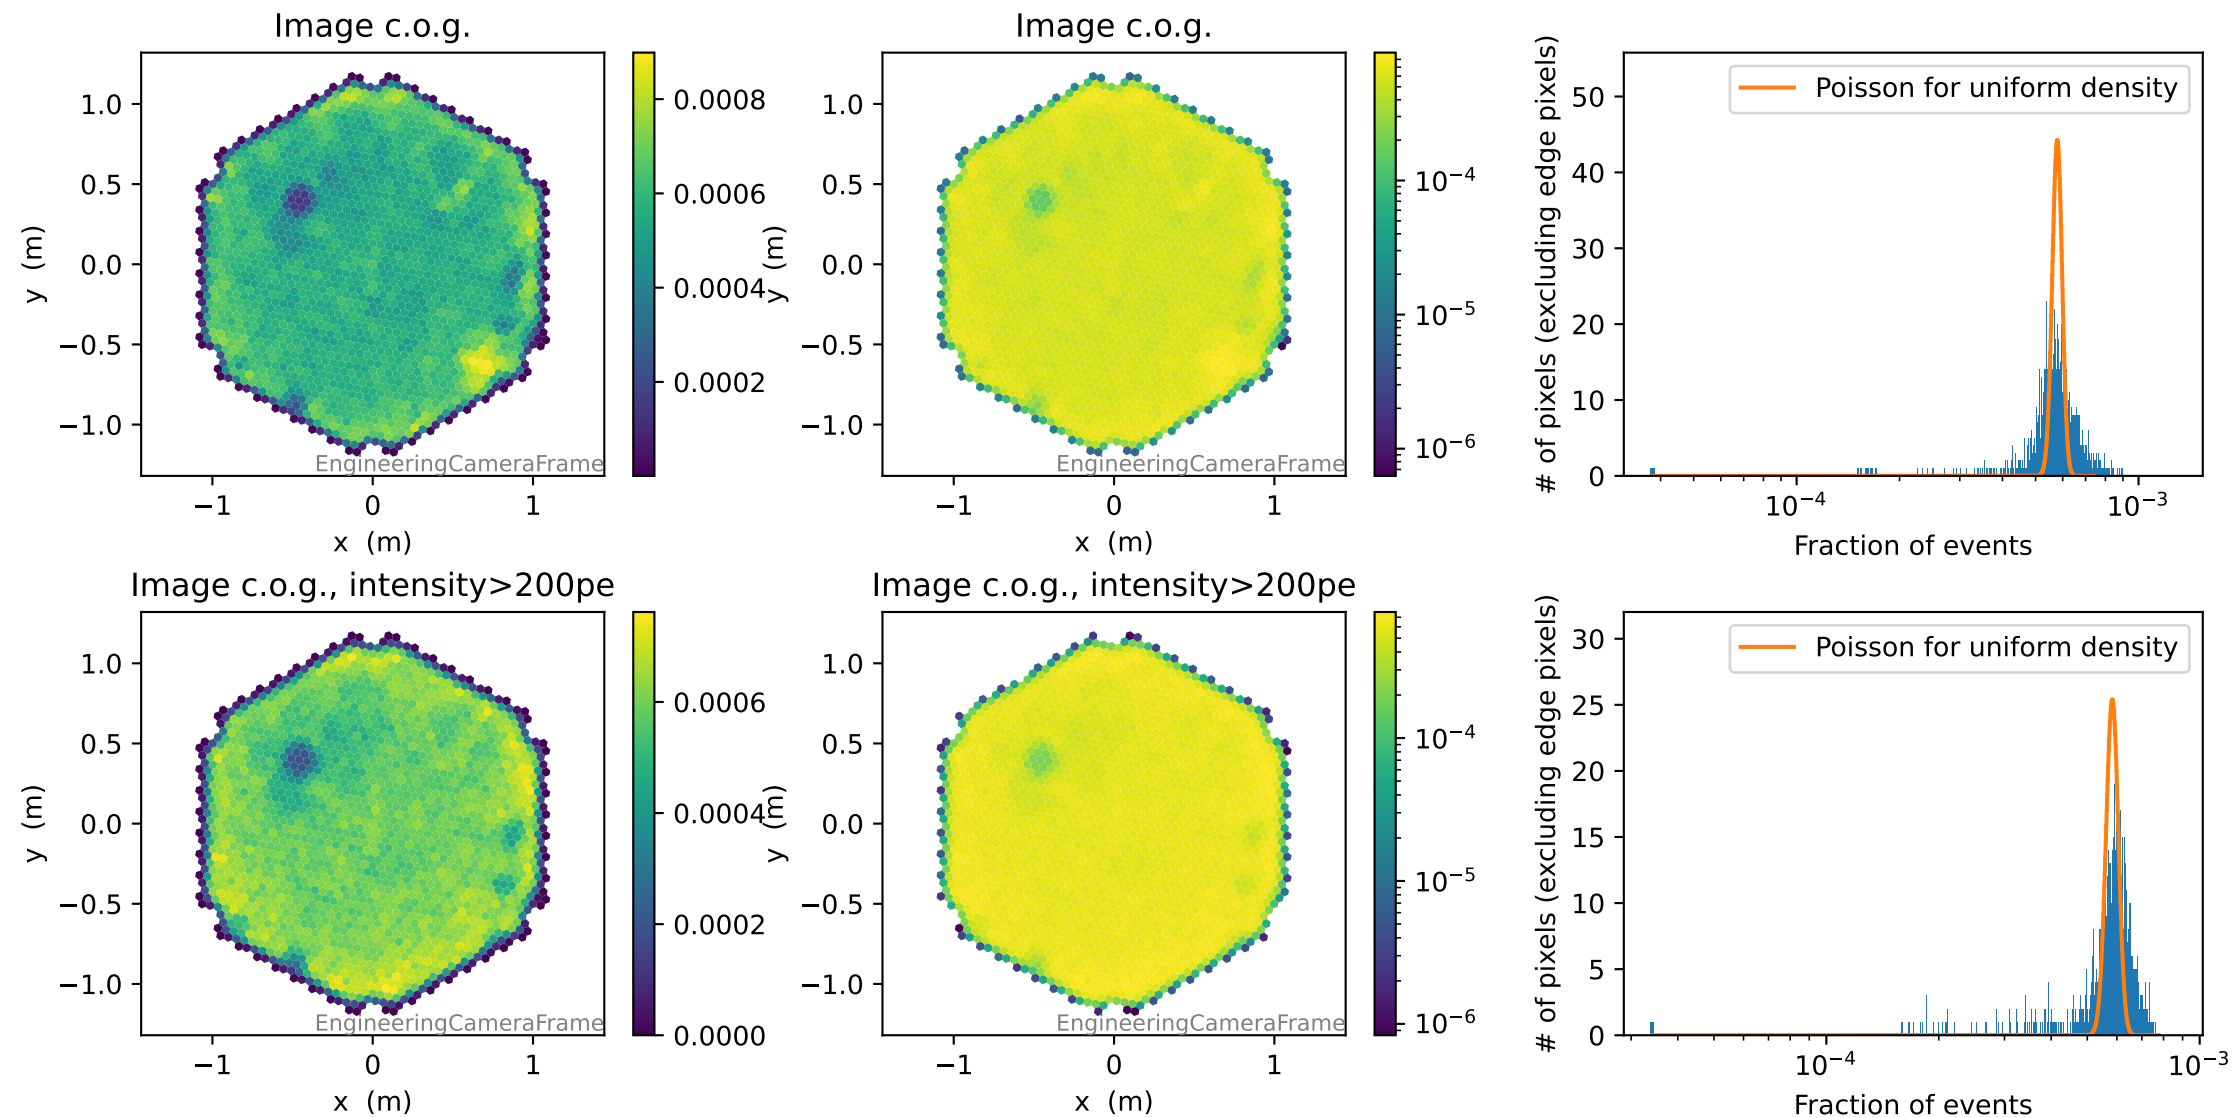 Image c.o.g.
1.0
0.5
0.0
−0.5
−1.0
y (m)
−1
0
1
x (m)
EngineeringCameraFrame
0.0008
0.0006
0.0004
0.0002
Image c.o.g.
1.0
0.5
0.0
−0.5
−1.0
y (m)
−1
0
1
x (m)
EngineeringCameraFrame
10⁻⁴
10⁻⁵
10⁻⁶
Poisson for uniform density
50
40
30
20
10
0
# of pixels (excluding edge pixels)
10⁻⁴
10⁻³
Fraction of events
Image c.o.g., intensity>200pe
1.0
0.5
0.0
−0.5
−1.0
y (m)
−1
0
1
x (m)
EngineeringCameraFrame
0.0006
0.0004
0.0002
0.0000
Image c.o.g., intensity>200pe
1.0
0.5
0.0
−0.5
−1.0
y (m)
−1
0
1
x (m)
EngineeringCameraFrame
10⁻⁴
10⁻⁵
10⁻⁶
Poisson for uniform density
30
25
20
15
10
5
0
# of pixels (excluding edge pixels)
10⁻⁴
10⁻³
Fraction of events